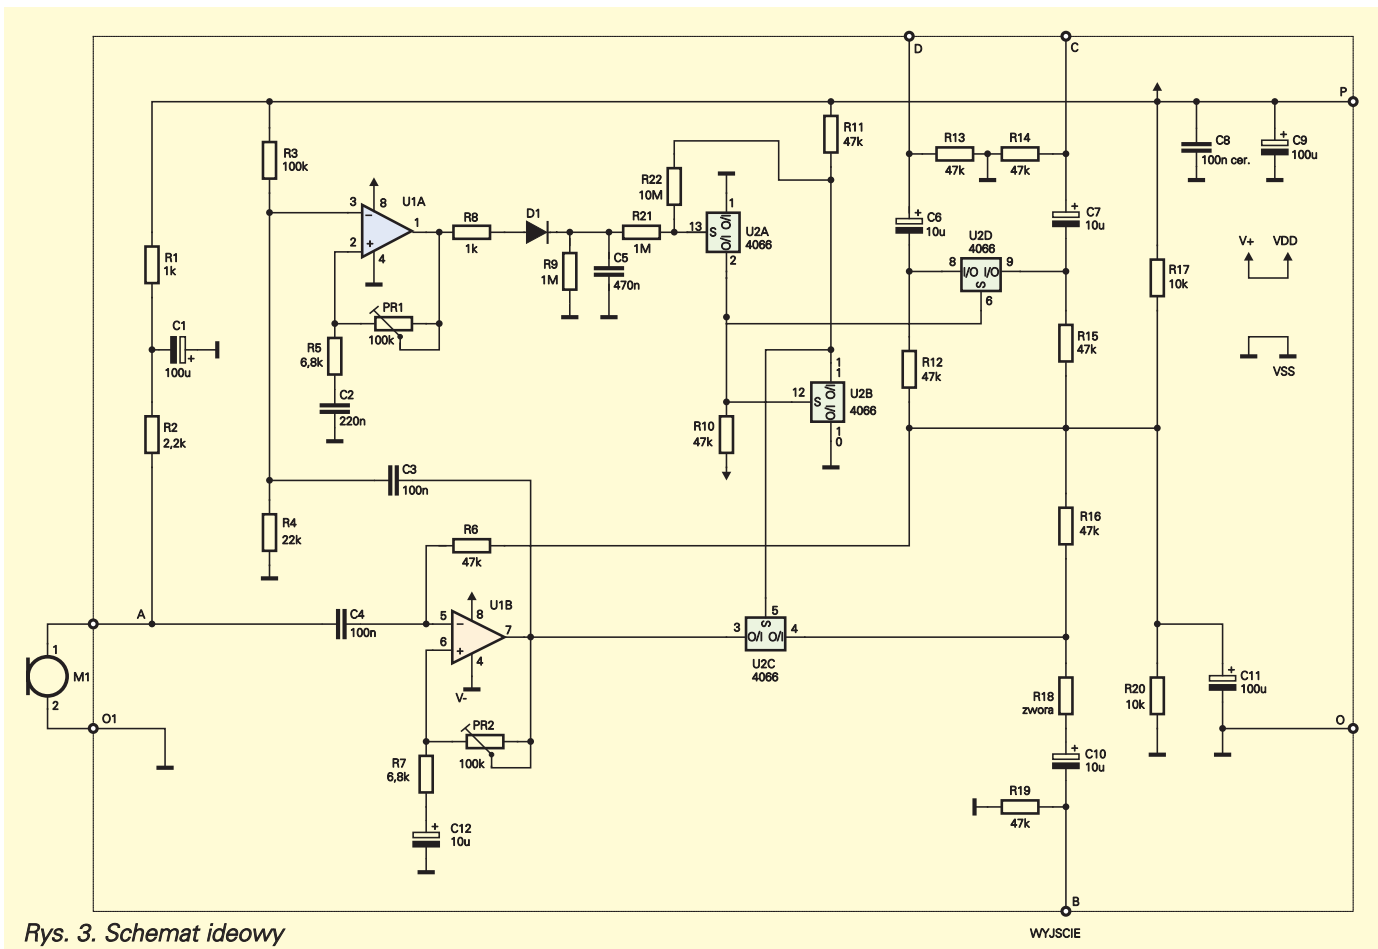 D
C
P
R3
100k
R11
47k
R13
47k
R14
47k
C8
100n cer.
+
C9
100u
R22
10M
3
8
U1A
−
1
2
+
4
R8
1k
D1
R21
1M
13
1
S
O/I
O/I
2
U2A
4066
+
C6
10u
+
C7
10u
R1
1k
R9
1M
C5
470n
U2D
4066
8
I/O
I/O
9
S
6
R17
10k
V+
VDD
VSS
PR1
100k
C1
+
100u
R5
6,8k
C2
220n
R12
47k
R15
47k
R2
2,2k
R10
47k
12
1
1
S
O/I
O/I
1
0
U2B
4066
C3
100n
R4
22k
R6
47k
R16
47k
A
C4
100n
5
8
U1B
−
7
6
+
4
V-
5
3
S
O/I
O/I
4
U2C
4066
1
M1
2
O1
R18
zwora
R20
10k
+
C11
100u
O
PR2
100k
R7
6,8k
+
C10
10u
R19
47k
+
C12
10u
B
WYJSCIE
Rys. 3. Schemat ideowy